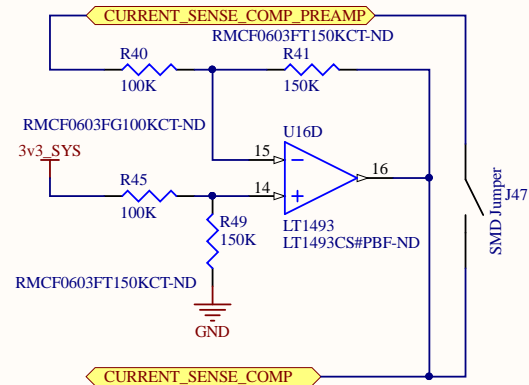 CURRENT_SENSE_COMP_PREAMP
RMCF0603FT150KCT-ND
R40
R41
100K
150K
RMCF0603FG100KCT-ND
U16D
3v3_SYS
15
16
14
R45
100K
R49
150K
LT1493
LT1493CS#PBF-ND
SMD Jumper
J47
RMCF0603FT150KCT-ND
GND
CURRENT_SENSE_COMP